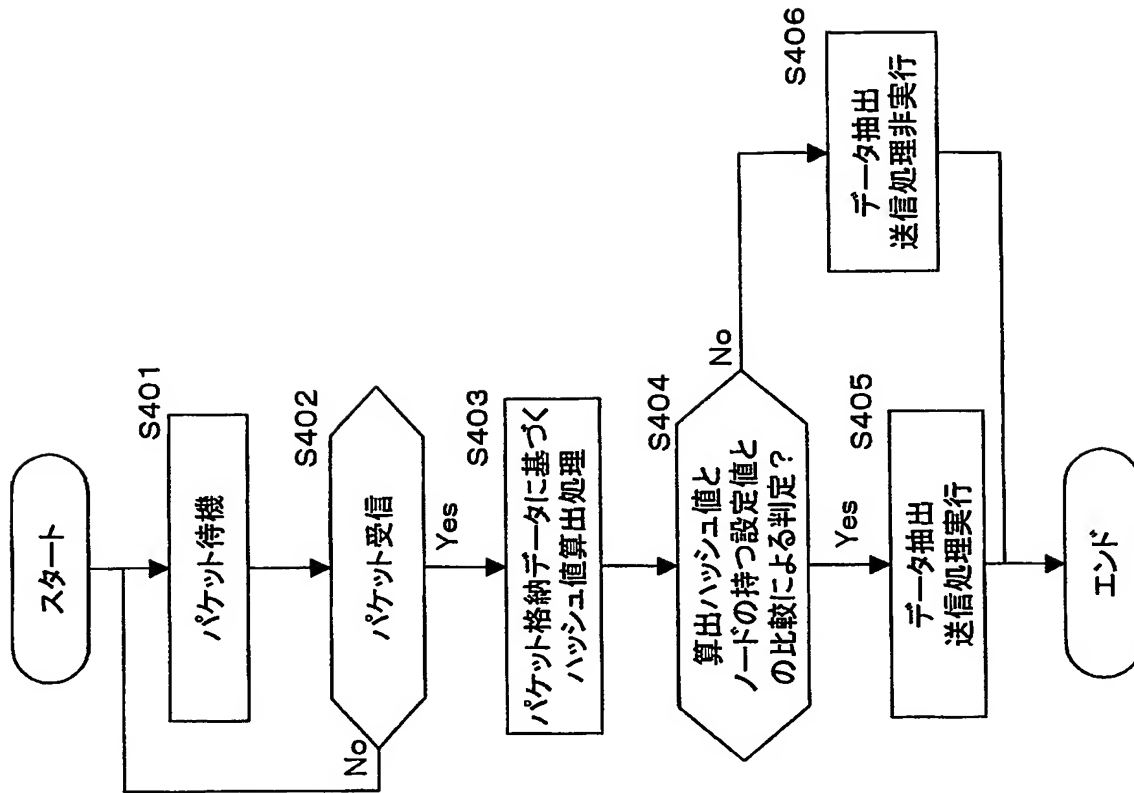 スタート
S401
パケット待機
S402
パケット受信
No
Yes
S403
パケット格納データに基づく
ハッシュ値算出処理
S404
算出ハッシュ値と
ノードの持つ設定値と
の比較による判定？
No
Yes
S405
データ抽出
送信処理実行
S406
データ抽出
送信処理非実行
エンド